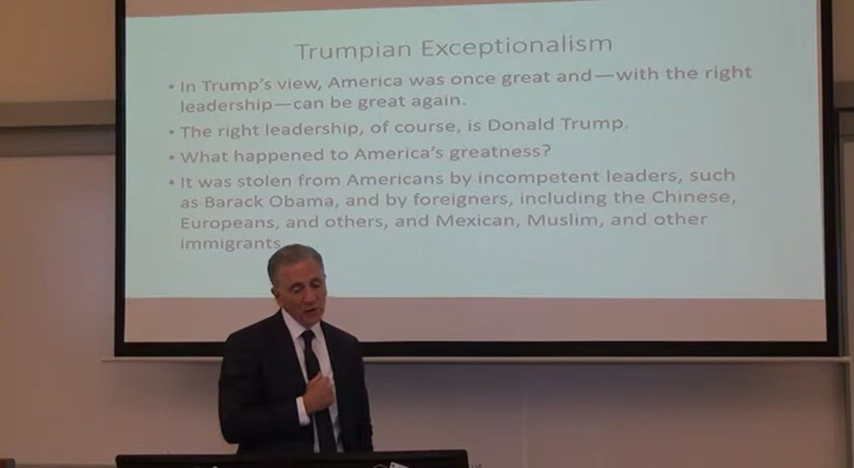 Trumpian Exceptionalism
• In Trump's view, America was once great and—with the right
leadership—can be great again.
• The right leadership, of course, is Donald Trump.
• What happened to America's greatness?
• It was stolen from Americans by incompetent leaders, such
as Barack Obama, and by foreigners, including the Chinese,
Europeans, and others, and Mexican, Muslim, and other
immigrants.